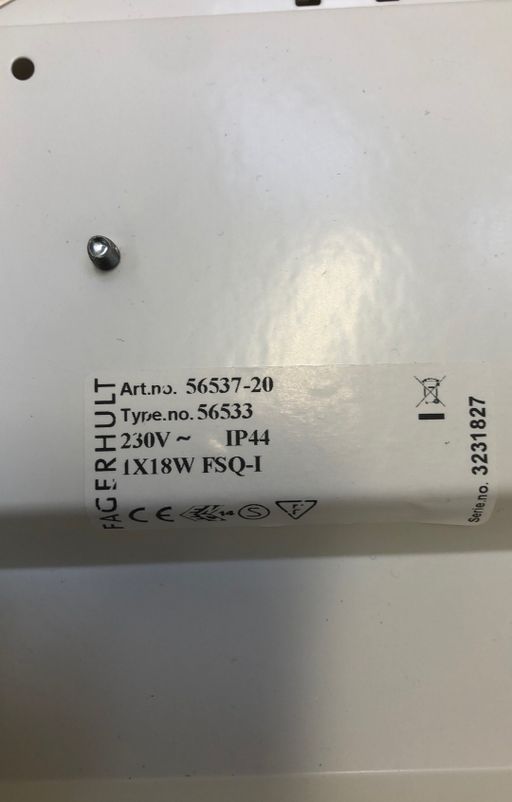 FAGERHULT
Art.no. 56537-20
Type.no. 56533
230V ~ IP44
1X18W FSQ-I
CE
S
F
Serie.no. 3231827